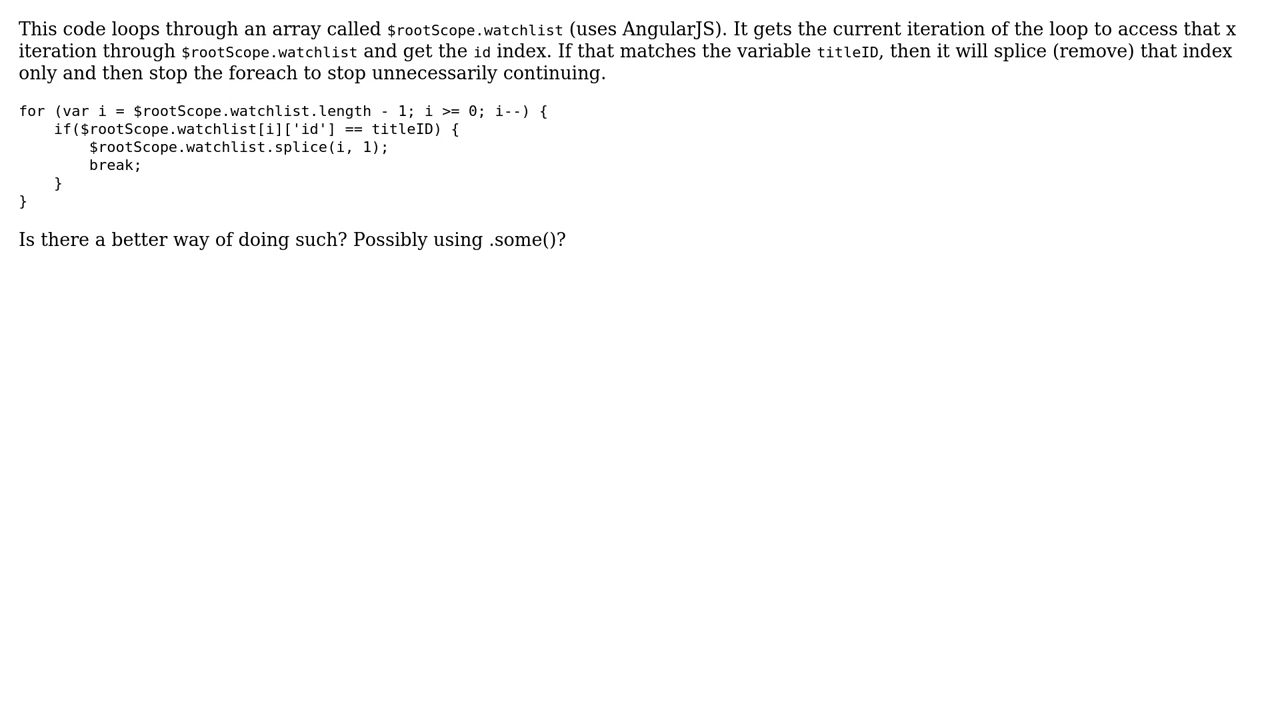 This code loops through an array called $rootScope.watchlist (uses AngularJS). It gets the current iteration of the loop to access that x
iteration through $rootScope.watchlist and get the id index. If that matches the variable titleID, then it will splice (remove) that index
only and then stop the foreach to stop unnecessarily continuing.
for (var i = $rootScope.watchlist.length - 1; i >= 0; i--) {
    if($rootScope.watchlist[i]['id'] == titleID) {
        $rootScope.watchlist.splice(i, 1);
        break;
    }
}
Is there a better way of doing such? Possibly using .some()?